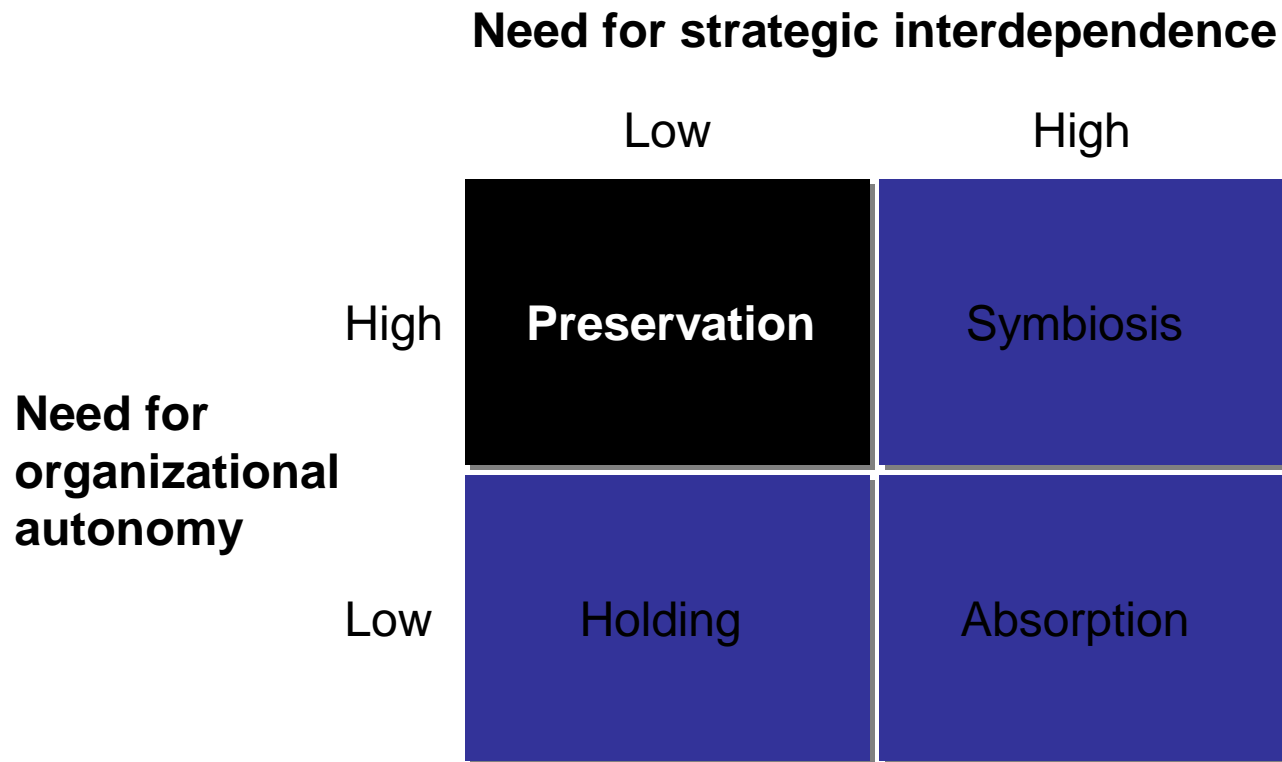 Need for strategic interdependence
Low High
High Preservation Symbiosis
Need for
organizational
autonomy
Low Holding Absorption